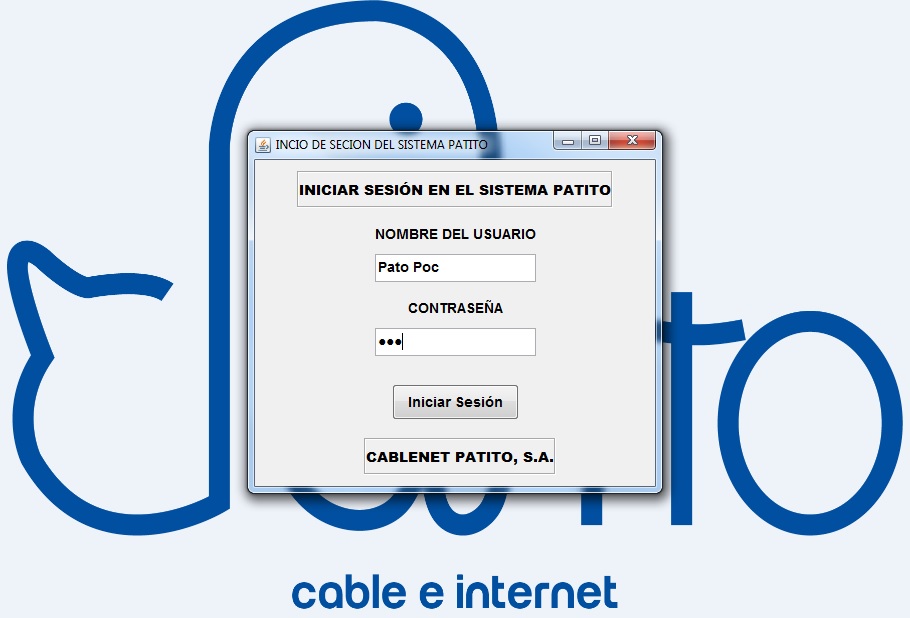 INCIO DE SECION DEL SISTEMA PATITO
INICIAR SESIÓN EN EL SISTEMA PATITO
NOMBRE DEL USUARIO
Pato Poc
CONTRASEÑA
•••
Iniciar Sesión
CABLENET PATITO, S.A.
cable e internet